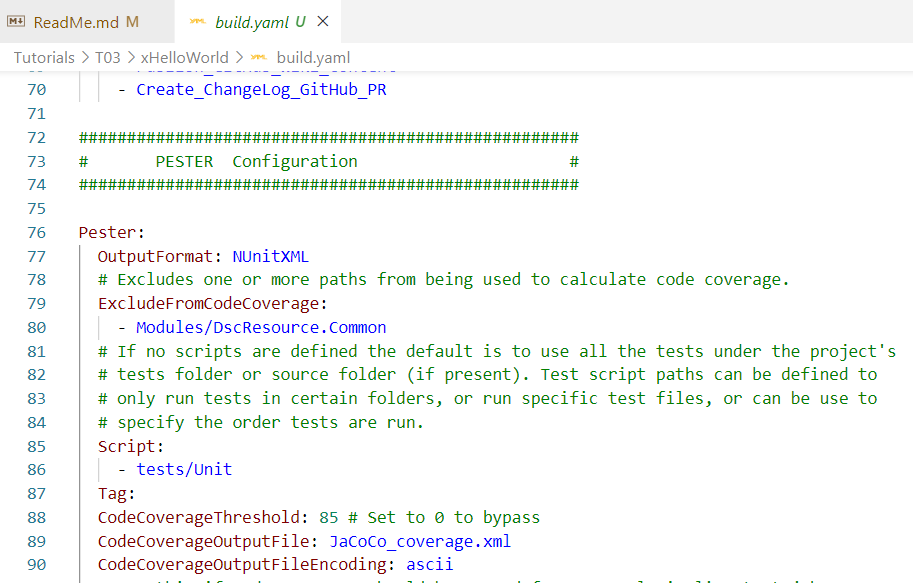 ReadMe.md M
build.yaml U
Tutorials > T03 > xHelloWorld > build.yaml
70 - Create_ChangeLog_GitHub_PR
71
72 ####################################################
73 # PESTER Configuration #
74 ####################################################
75
76 Pester:
77 OutputFormat: NUnitXML
78 # Excludes one or more paths from being used to calculate code coverage.
79 ExcludeFromCodeCoverage:
80 - Modules/DscResource.Common
81 # If no scripts are defined the default is to use all the tests under the project's
82 # tests folder or source folder (if present). Test script paths can be defined to
83 # only run tests in certain folders, or run specific test files, or can be use to
84 # specify the order tests are run.
85 Script:
86 - tests/Unit
87 Tag:
88 CodeCoverageThreshold: 85 # Set to 0 to bypass
89 CodeCoverageOutputFile: JaCoCo_coverage.xml
90 CodeCoverageOutputFileEncoding: ascii